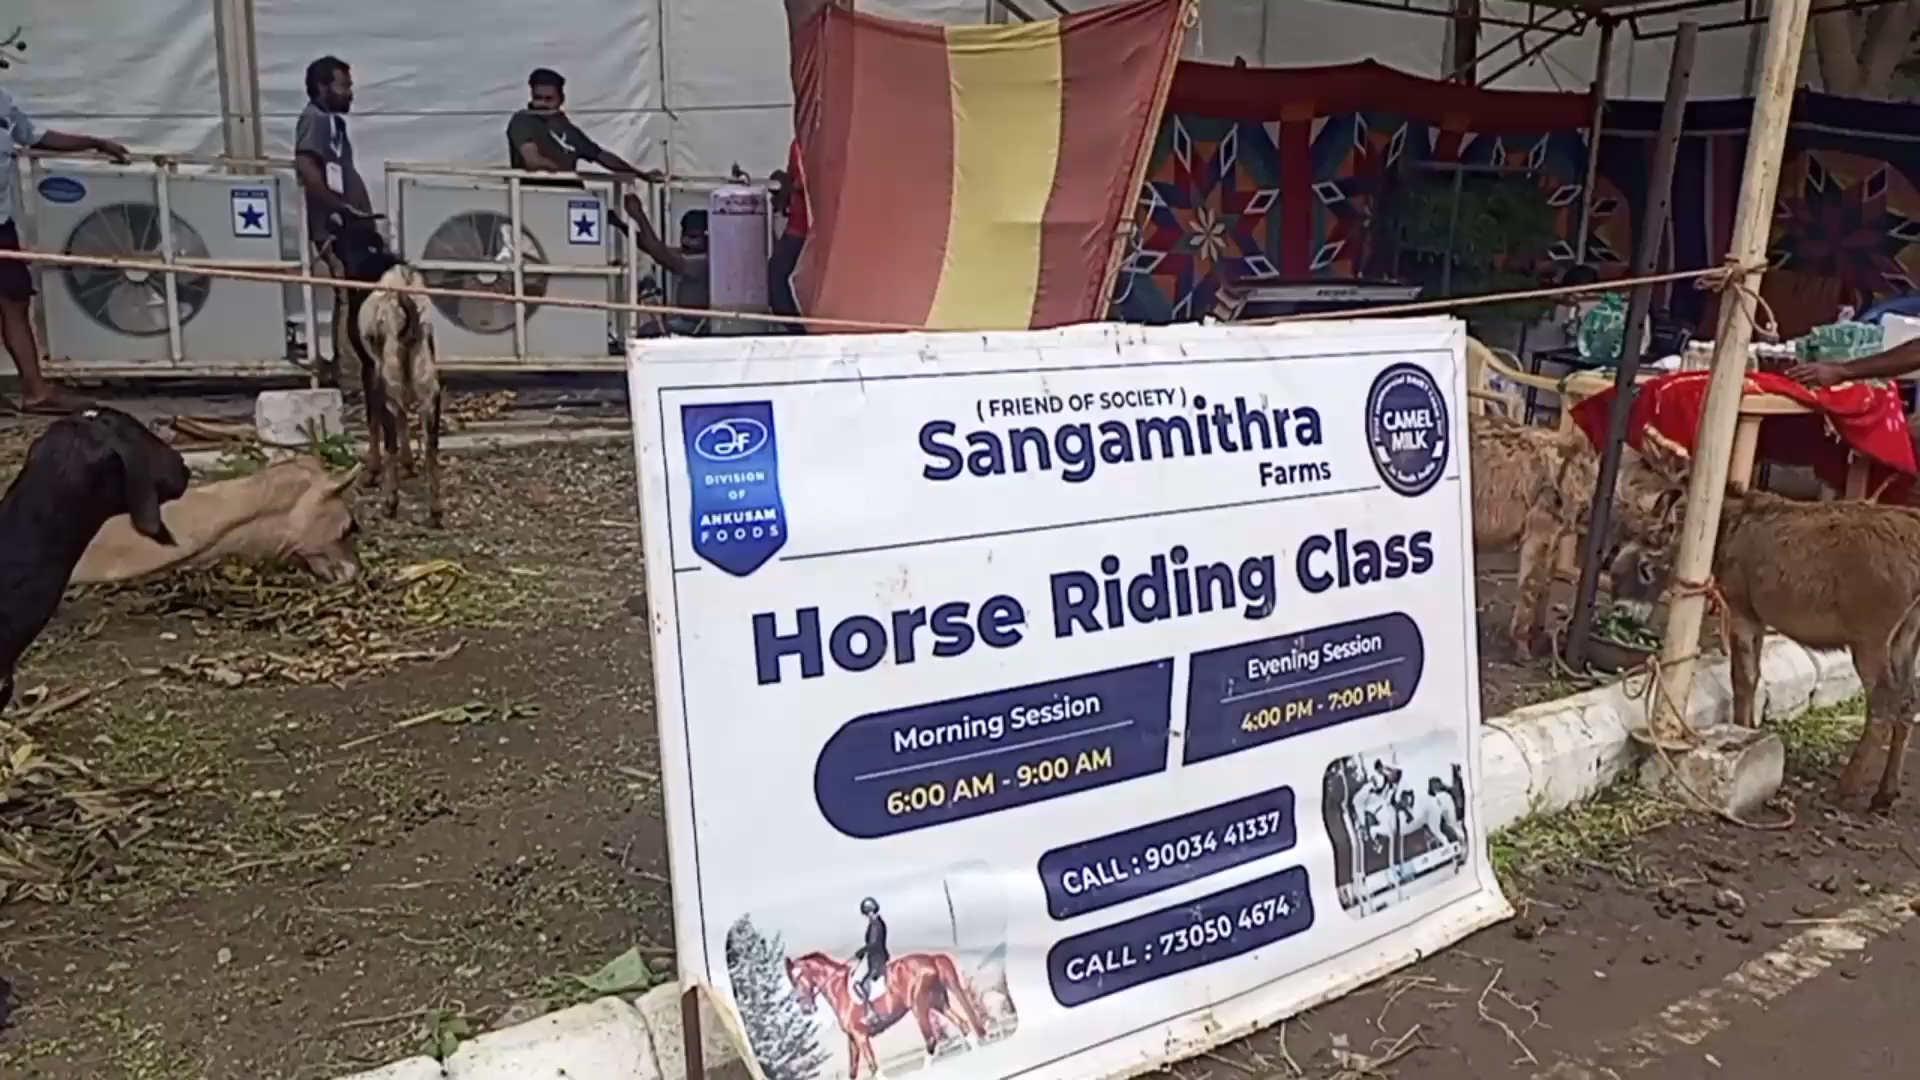 ( FRIEND OF SOCIETY )
Sangamithra
Farms
DIVISION
OF
ANKUSAM
FOODS
CAMEL
MILK
Horse Riding Class
Morning Session
6:00 AM - 9:00 AM
Evening Session
4:00 PM - 7:00 PM
CALL : 90034 41337
CALL : 73050 4674